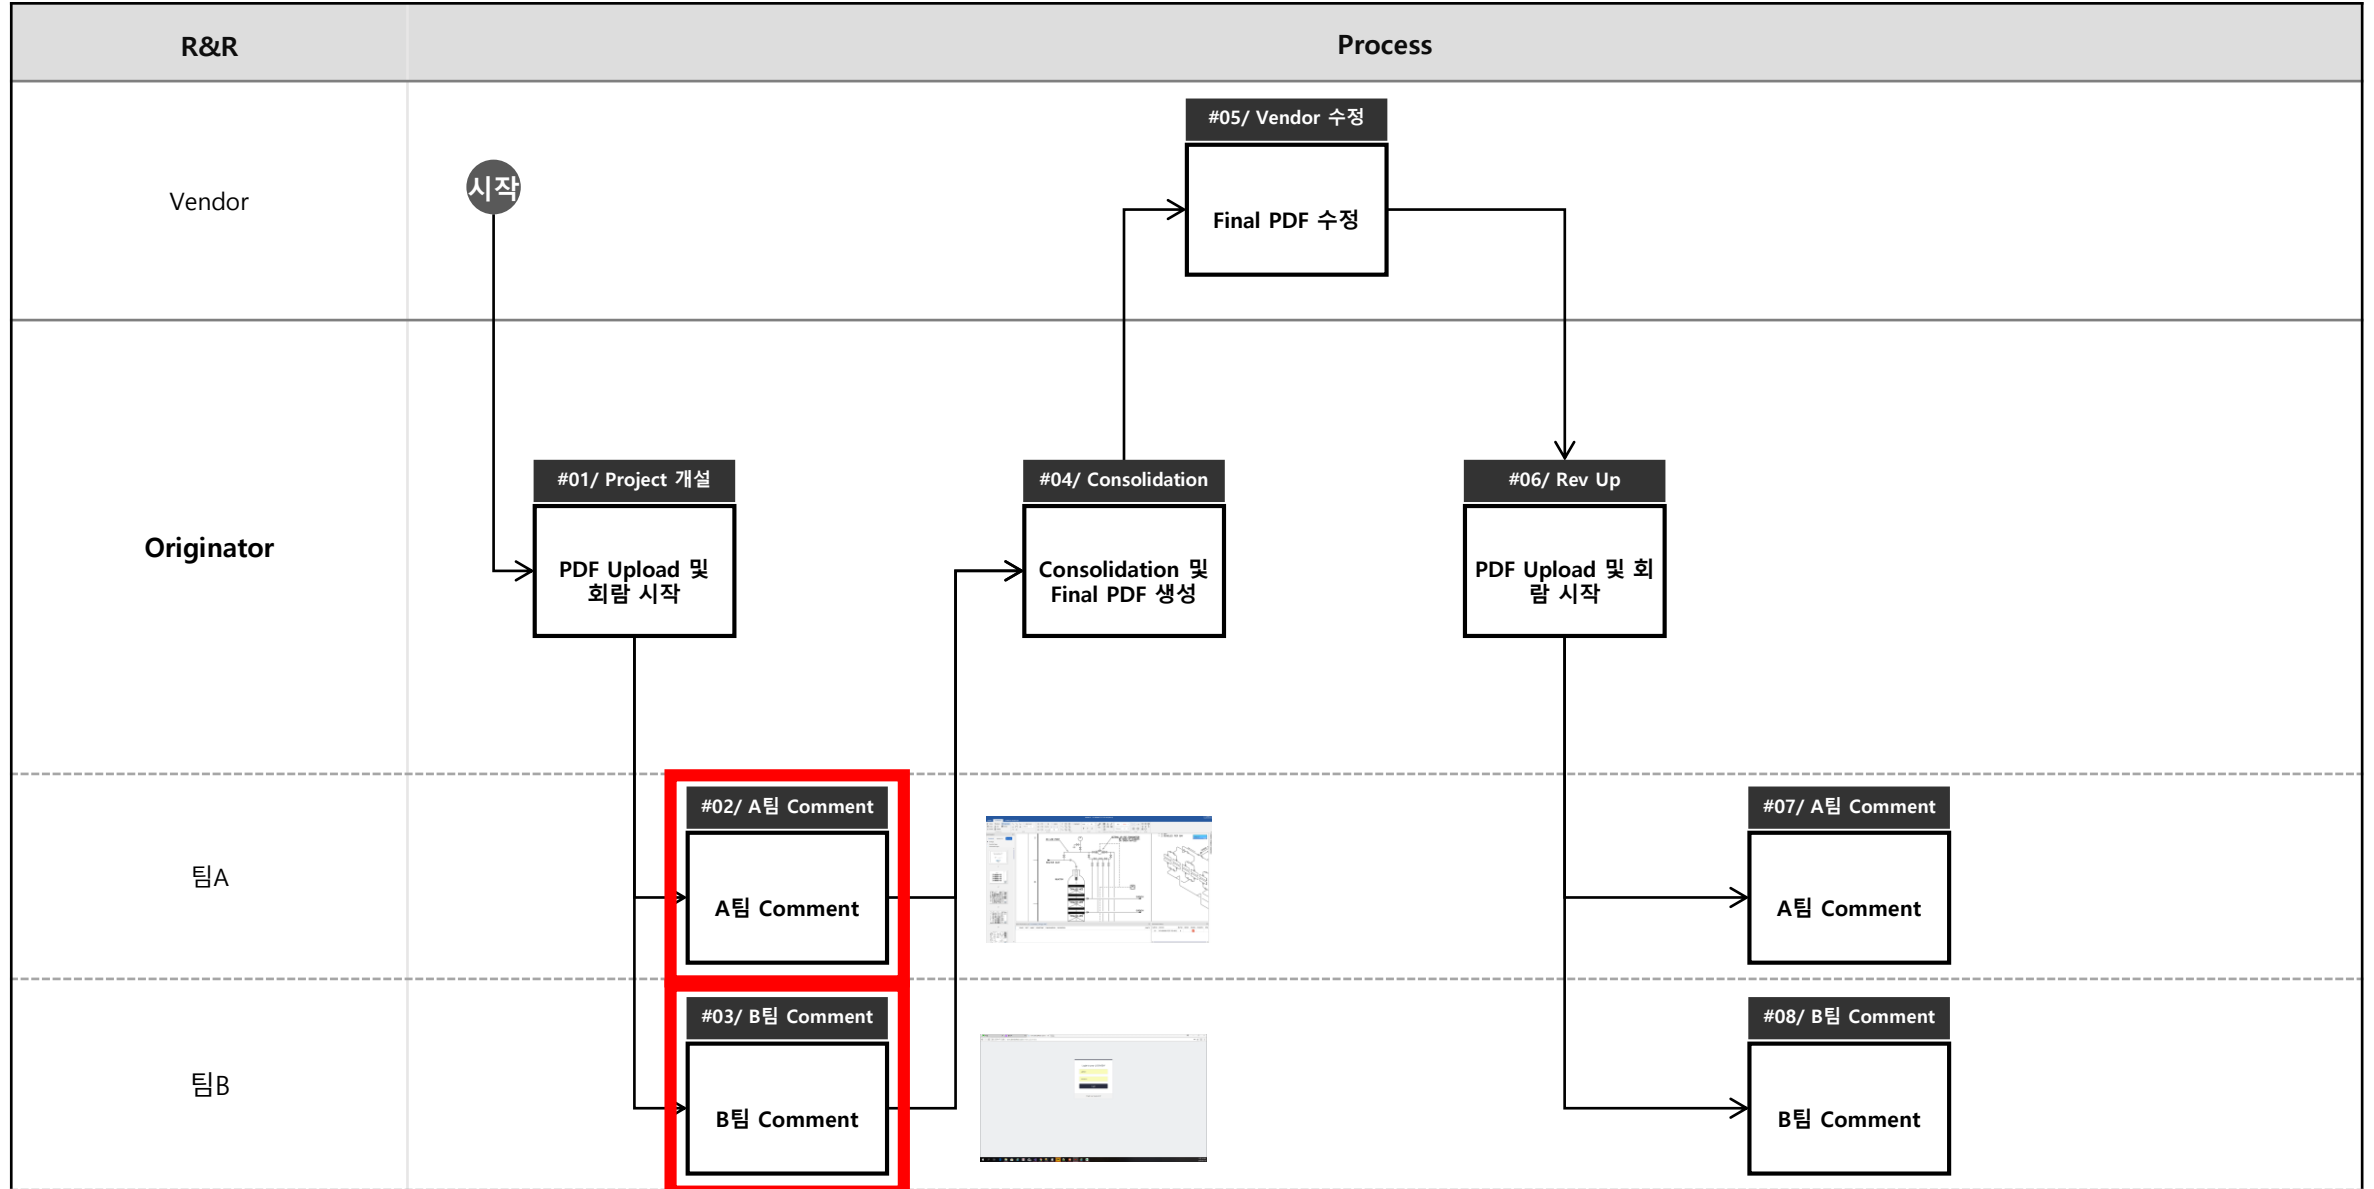 R&R
Process
Vendor
시작
#05/ Vendor 수정
Final PDF 수정
Originator
#01/ Project 개설
PDF Upload 및
회람 시작
#04/ Consolidation
Consolidation 및
Final PDF 생성
#06/ Rev Up
PDF Upload 및 회
람 시작
팀A
#02/ A팀 Comment
A팀 Comment
#07/ A팀 Comment
A팀 Comment
팀B
#03/ B팀 Comment
B팀 Comment
#08/ B팀 Comment
B팀 Comment